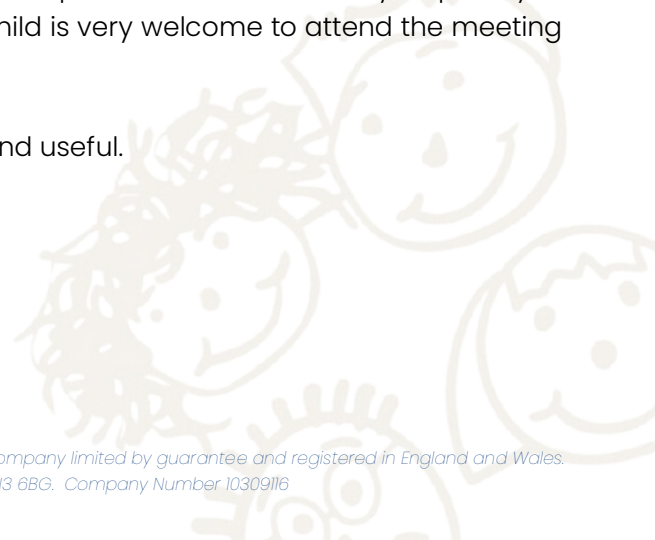 hild is very welcome to attend the meeting
nd useful.
ompany limited by guarantee and registered in England and Wales.
13 6BG. Company Number 10309116